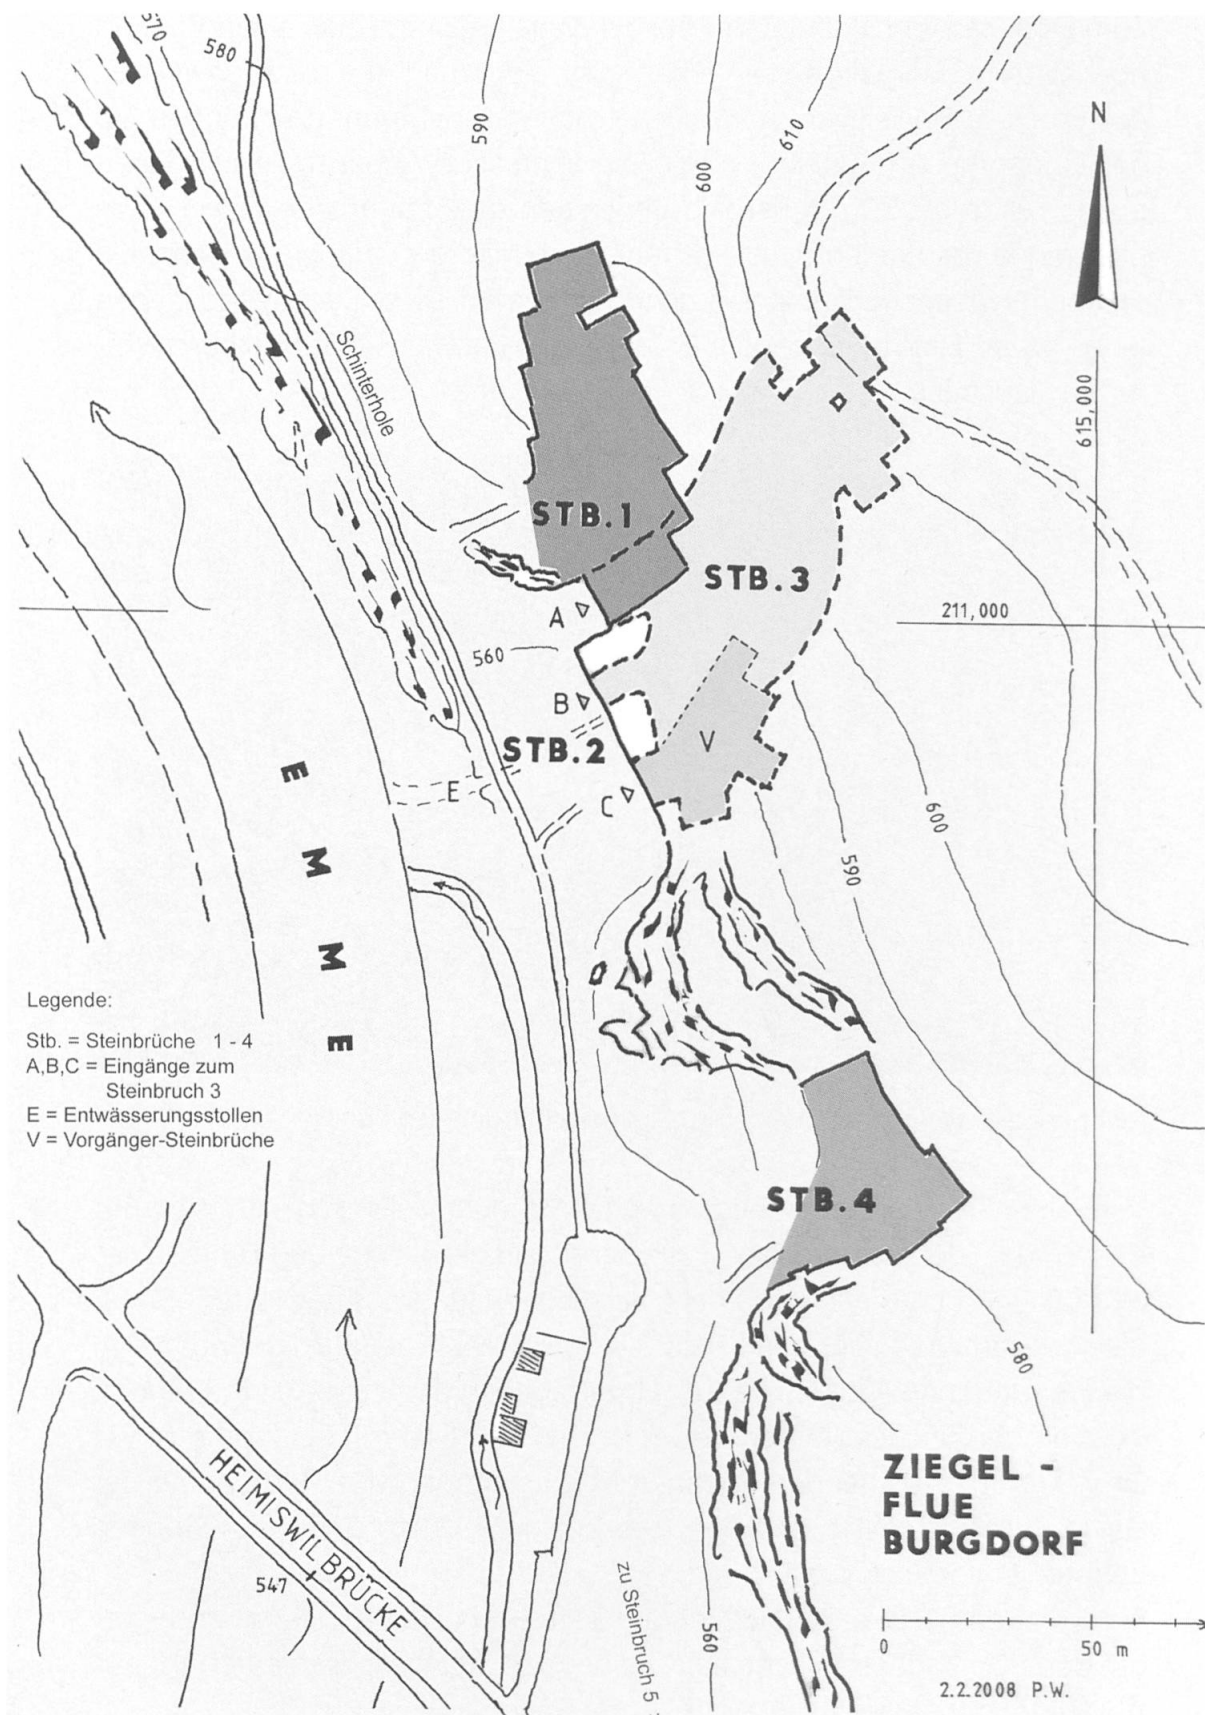 570
580
590
600
610
N
Schinterhole
615,000
STB.1
STB.3
A
211,000
560
B
V
STB.2
E
C
600
590
EMME
Legende:
Stb. = Steinbrüche 1 - 4
A,B,C = Eingänge zum
Steinbruch 3
E = Entwässerungsstollen
V = Vorgänger-Steinbrüche
STB.4
580
ZIEGEL -
FLUE
BURGDORF
HEIMISWILBRÜCKE
547
zu Steinbruch 5
560
0 50 m
2.2.2008 P.W.